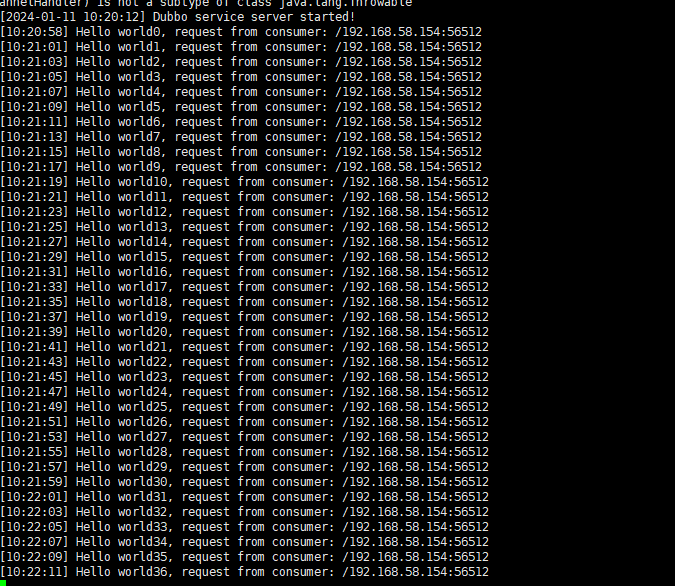 annelHandler) is not a subtype of class java.lang.Throwable
[2024-01-11 10:20:12] Dubbo service server started!
[10:20:58] Hello world0, request from consumer: /192.168.58.154:56512
[10:21:01] Hello world1, request from consumer: /192.168.58.154:56512
[10:21:03] Hello world2, request from consumer: /192.168.58.154:56512
[10:21:05] Hello world3, request from consumer: /192.168.58.154:56512
[10:21:07] Hello world4, request from consumer: /192.168.58.154:56512
[10:21:09] Hello world5, request from consumer: /192.168.58.154:56512
[10:21:11] Hello world6, request from consumer: /192.168.58.154:56512
[10:21:13] Hello world7, request from consumer: /192.168.58.154:56512
[10:21:15] Hello world8, request from consumer: /192.168.58.154:56512
[10:21:17] Hello world9, request from consumer: /192.168.58.154:56512
[10:21:19] Hello world10, request from consumer: /192.168.58.154:56512
[10:21:21] Hello world11, request from consumer: /192.168.58.154:56512
[10:21:23] Hello world12, request from consumer: /192.168.58.154:56512
[10:21:25] Hello world13, request from consumer: /192.168.58.154:56512
[10:21:27] Hello world14, request from consumer: /192.168.58.154:56512
[10:21:29] Hello world15, request from consumer: /192.168.58.154:56512
[10:21:31] Hello world16, request from consumer: /192.168.58.154:56512
[10:21:33] Hello world17, request from consumer: /192.168.58.154:56512
[10:21:35] Hello world18, request from consumer: /192.168.58.154:56512
[10:21:37] Hello world19, request from consumer: /192.168.58.154:56512
[10:21:39] Hello world20, request from consumer: /192.168.58.154:56512
[10:21:41] Hello world21, request from consumer: /192.168.58.154:56512
[10:21:43] Hello world22, request from consumer: /192.168.58.154:56512
[10:21:45] Hello world23, request from consumer: /192.168.58.154:56512
[10:21:47] Hello world24, request from consumer: /192.168.58.154:56512
[10:21:49] Hello world25, request from consumer: /192.168.58.154:56512
[10:21:51] Hello world26, request from consumer: /192.168.58.154:56512
[10:21:53] Hello world27, request from consumer: /192.168.58.154:56512
[10:21:55] Hello world28, request from consumer: /192.168.58.154:56512
[10:21:57] Hello world29, request from consumer: /192.168.58.154:56512
[10:21:59] Hello world30, request from consumer: /192.168.58.154:56512
[10:22:01] Hello world31, request from consumer: /192.168.58.154:56512
[10:22:03] Hello world32, request from consumer: /192.168.58.154:56512
[10:22:05] Hello world33, request from consumer: /192.168.58.154:56512
[10:22:07] Hello world34, request from consumer: /192.168.58.154:56512
[10:22:09] Hello world35, request from consumer: /192.168.58.154:56512
[10:22:11] Hello world36, request from consumer: /192.168.58.154:56512